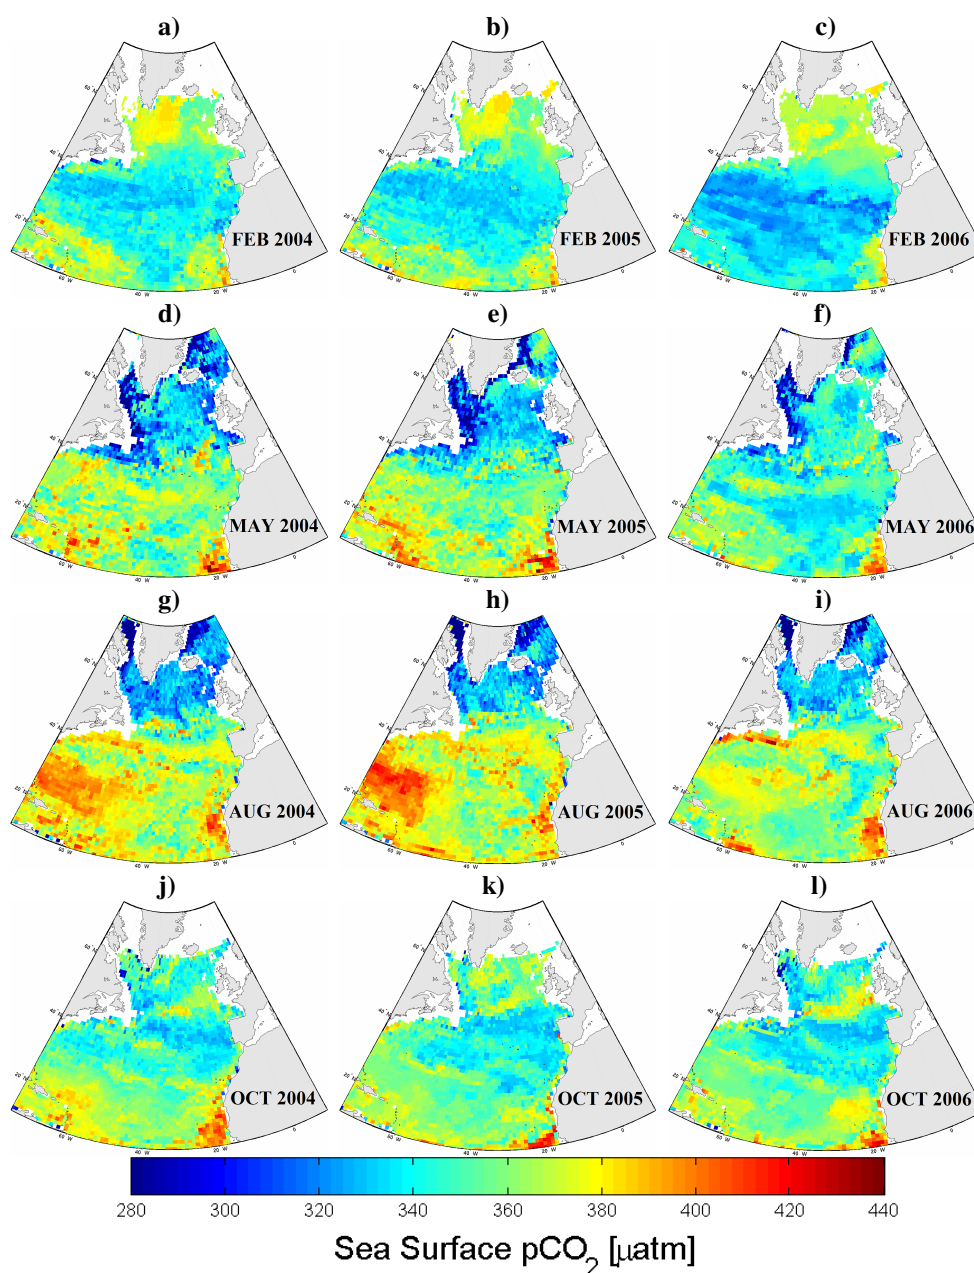 a) b) c)
FEB 2004 FEB 2005 FEB 2006
d) e) f)
MAY 2004 MAY 2005 MAY 2006
g) h) i)
AUG 2004 AUG 2005 AUG 2006
j) k) l)
OCT 2004 OCT 2005 OCT 2006
280 300 320 340 360 380 400 420 440
Sea Surface pCO₂ [µatm]